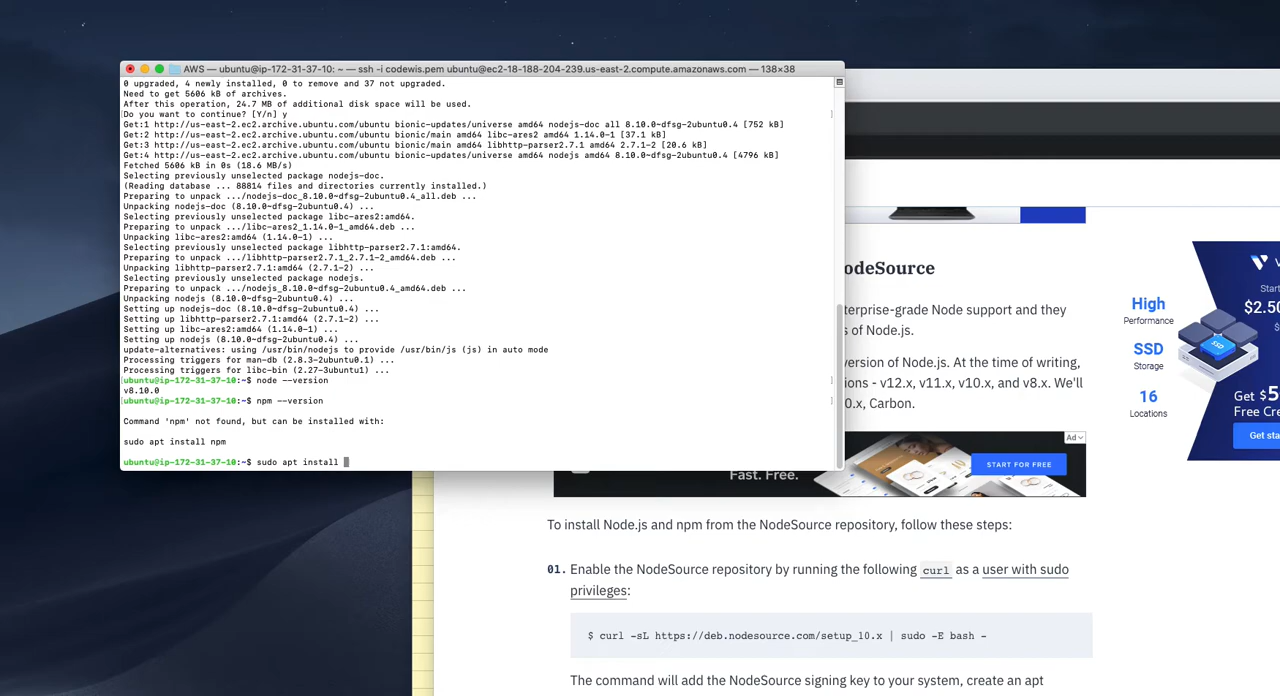 AWS — ubuntu@ip-172-31-37-10: ~ — ssh -i codewis.pem ubuntu@ec2-18-188-204-239.us-east-2.compute.amazonaws.com — 138×38
0 upgraded, 4 newly installed, 0 to remove and 37 not upgraded.
Need to get 5606 kB of archives.
After this operation, 24.7 MB of additional disk space will be used.
Do you want to continue? [Y/n] y
Get:1 http://us-east-2.ec2.archive.ubuntu.com/ubuntu bionic-updates/universe amd64 nodejs-doc all 8.10.0~dfsg-2ubuntu0.4 [752 kB]
Get:2 http://us-east-2.ec2.archive.ubuntu.com/ubuntu bionic/main amd64 libc-ares2 amd64 1.14.0-1 [37.1 kB]
Get:3 http://us-east-2.ec2.archive.ubuntu.com/ubuntu bionic/main amd64 libhttp-parser2.7.1 amd64 2.7.1-2 [20.6 kB]
Get:4 http://us-east-2.ec2.archive.ubuntu.com/ubuntu bionic-updates/universe amd64 nodejs amd64 8.10.0~dfsg-2ubuntu0.4 [4796 kB]
Fetched 5606 kB in 0s (18.6 MB/s)
Selecting previously unselected package nodejs-doc.
(Reading database ... 88814 files and directories currently installed.)
Preparing to unpack .../nodejs-doc_8.10.0~dfsg-2ubuntu0.4_all.deb ...
Unpacking nodejs-doc (8.10.0~dfsg-2ubuntu0.4) ...
Selecting previously unselected package libc-ares2:amd64.
Preparing to unpack .../libc-ares2_1.14.0-1_amd64.deb ...
Unpacking libc-ares2:amd64 (1.14.0-1) ...
Selecting previously unselected package libhttp-parser2.7.1:amd64.
Preparing to unpack .../libhttp-parser2.7.1_2.7.1-2_amd64.deb ...
Unpacking libhttp-parser2.7.1:amd64 (2.7.1-2) ...
Selecting previously unselected package nodejs.
Preparing to unpack .../nodejs_8.10.0~dfsg-2ubuntu0.4_amd64.deb ...
Unpacking nodejs (8.10.0~dfsg-2ubuntu0.4) ...
Setting up nodejs-doc (8.10.0~dfsg-2ubuntu0.4) ...
Setting up libhttp-parser2.7.1:amd64 (2.7.1-2) ...
Setting up libc-ares2:amd64 (1.14.0-1) ...
Setting up nodejs (8.10.0~dfsg-2ubuntu0.4) ...
update-alternatives: using /usr/bin/nodejs to provide /usr/bin/js (js) in auto mode
Processing triggers for man-db (2.8.3-2ubuntu0.1) ...
Processing triggers for libc-bin (2.27-3ubuntu1) ...
ubuntu@ip-172-31-37-10:~$ node --version
v8.10.0
ubuntu@ip-172-31-37-10:~$ npm --version
Command 'npm' not found, but can be installed with:
sudo apt install npm
ubuntu@ip-172-31-37-10:~$ sudo apt install
odeSource
terprise-grade Node support and they
s of Node.js.
ersion of Node.js. At the time of writing,
ions - v12.x, v11.x, v10.x, and v8.x. We'll
0.x, Carbon.
Ad
START FOR FREE
Fast. Free.
To install Node.js and npm from the NodeSource repository, follow these steps:
01. Enable the NodeSource repository by running the following curl as a user with sudo
privileges:
$ curl -sL https://deb.nodesource.com/setup_10.x | sudo -E bash -
The command will add the NodeSource signing key to your system, create an apt
High
Performance
SSD
Storage
16
Locations
Start
$2.50
SSD
Get $5
Free Cre
Get sta